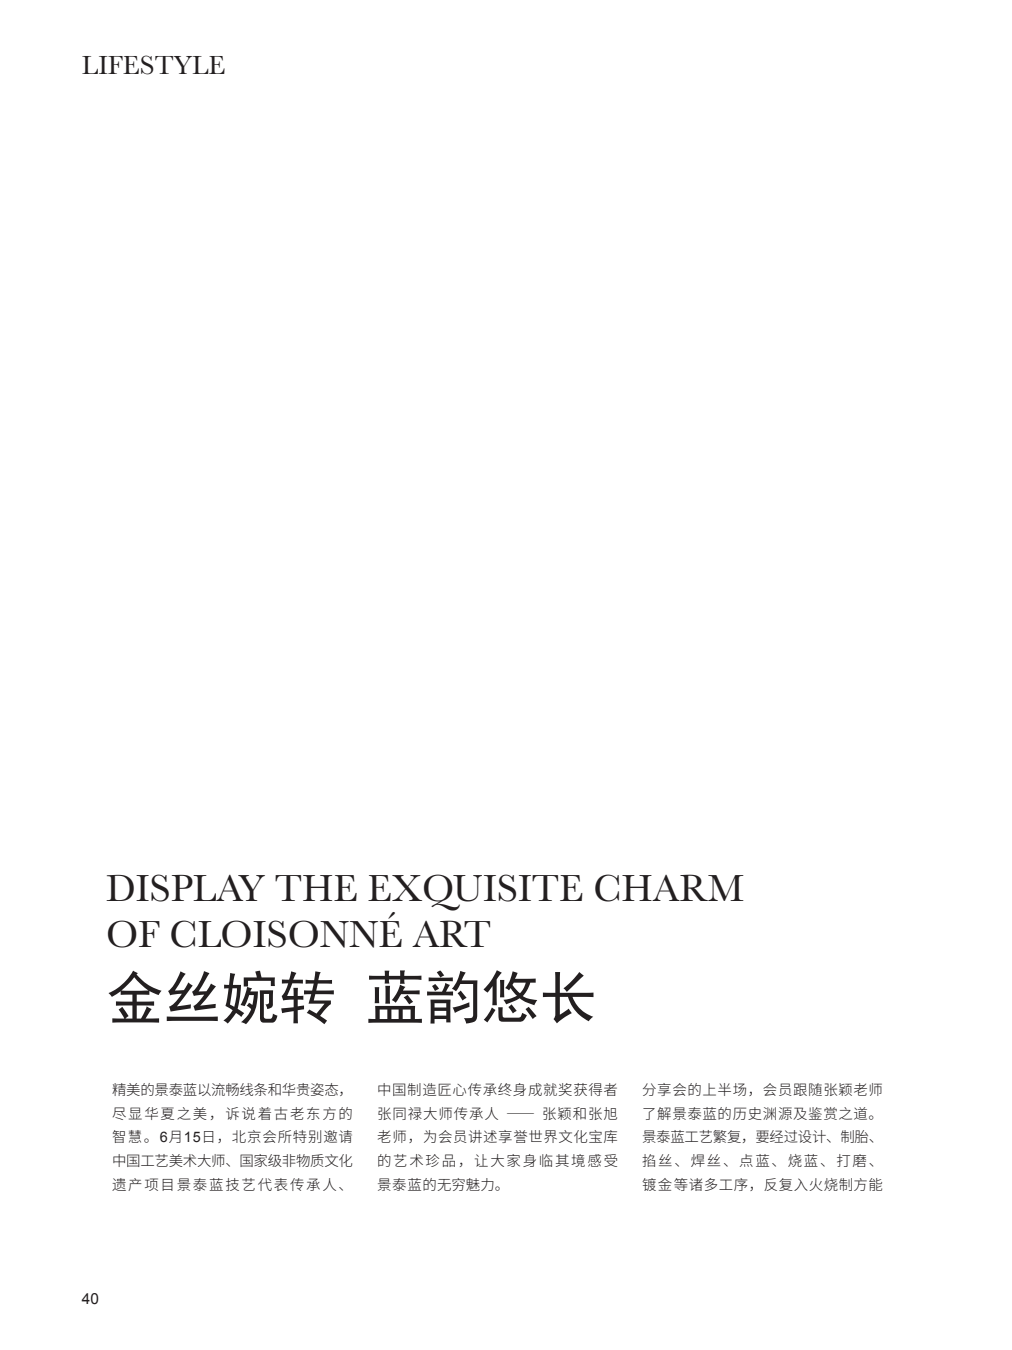 LIFESTYLE
DISPLAY THE EXQUISITE CHARM
OF CLOISONNÉ ART
金丝婉转 蓝韵悠长
精美的景泰蓝以流畅线条和华贵姿态，
尽显华夏之美，诉说着古老东方的
智慧。6月15日，北京会所特别邀请
中国工艺美术大师、国家级非物质文化
遗产项目景泰蓝技艺代表传承人、
中国制造匠心传承终身成就奖获得者
张同禄大师传承人 —— 张颖和张旭
老师，为会员讲述享誉世界文化宝库
的艺术珍品，让大家身临其境感受
景泰蓝的无穷魅力。
分享会的上半场，会员跟随张颖老师
了解景泰蓝的历史渊源及鉴赏之道。
景泰蓝工艺繁复，要经过设计、制胎、
掐丝、焊丝、点蓝、烧蓝、打磨、
镀金等诸多工序，反复入火烧制方能
40